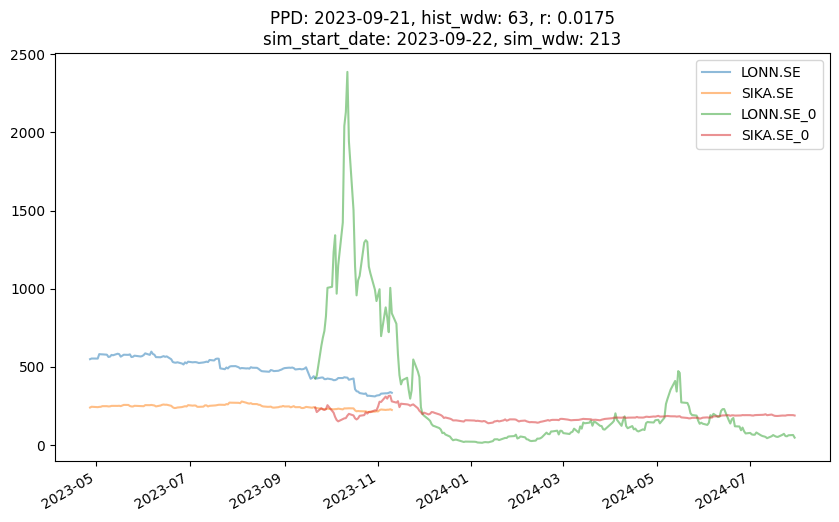 PPD: 2023-09-21, hist_wdw: 63, r: 0.0175
sim_start_date: 2023-09-22, sim_wdw: 213
2500
2000
1500
1000
500
0
LONN.SE
SIKA.SE
LONN.SE_0
SIKA.SE_0
2023-05
2023-07
2023-09
2023-11
2024-01
2024-03
2024-05
2024-07